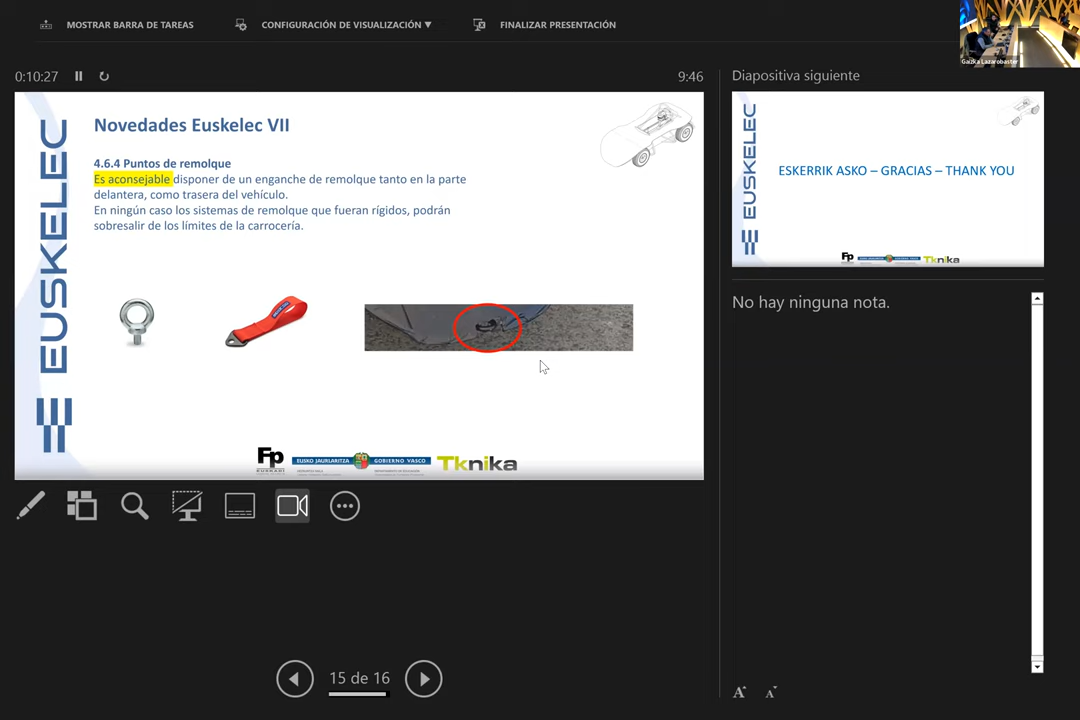 MOSTRAR BARRA DE TAREAS
CONFIGURACIÓN DE VISUALIZACIÓN ▼
FINALIZAR PRESENTACIÓN
Gaizka Lazarobaster
0:10:27
9:46
Diapositiva siguiente
EUSKELEC
Novedades Euskelec VII
4.6.4 Puntos de remolque
Es aconsejable disponer de un enganche de remolque tanto en la parte
delantera, como trasera del vehículo.
En ningún caso los sistemas de remolque que fueran rígidos, podrán
sobresalir de los límites de la carrocería.
Fp
EUSKO JAURLARITZA
GOBIERNO VASCO
Tknika
EUSKELEC
ESKERRIK ASKO – GRACIAS – THANK YOU
Fp
Tknika
No hay ninguna nota.
15 de 16
A
A